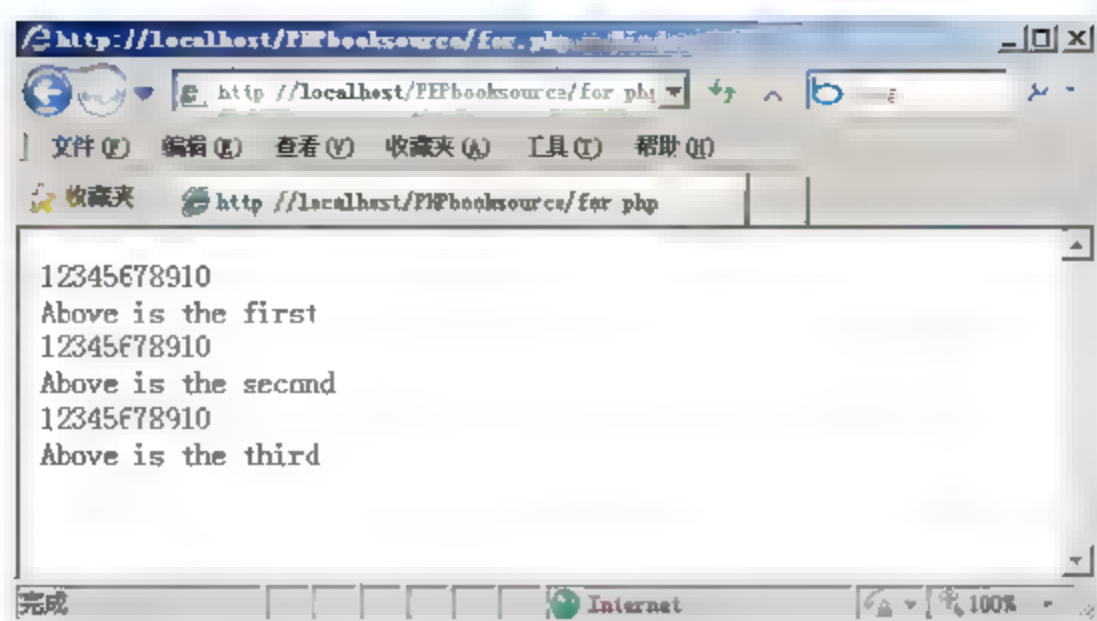 http://localhost/PHPbooksource/for.php
http //localhost/PHPbooksource/for php
文件(F) 编辑(E) 查看(V) 收藏夹(A) 工具(T) 帮助(H)
收藏夹 http //localhost/PHPbooksource/for php
12345678910
Above is the first
12345678910
Above is the second
12345678910
Above is the third
完成 Internet 100%